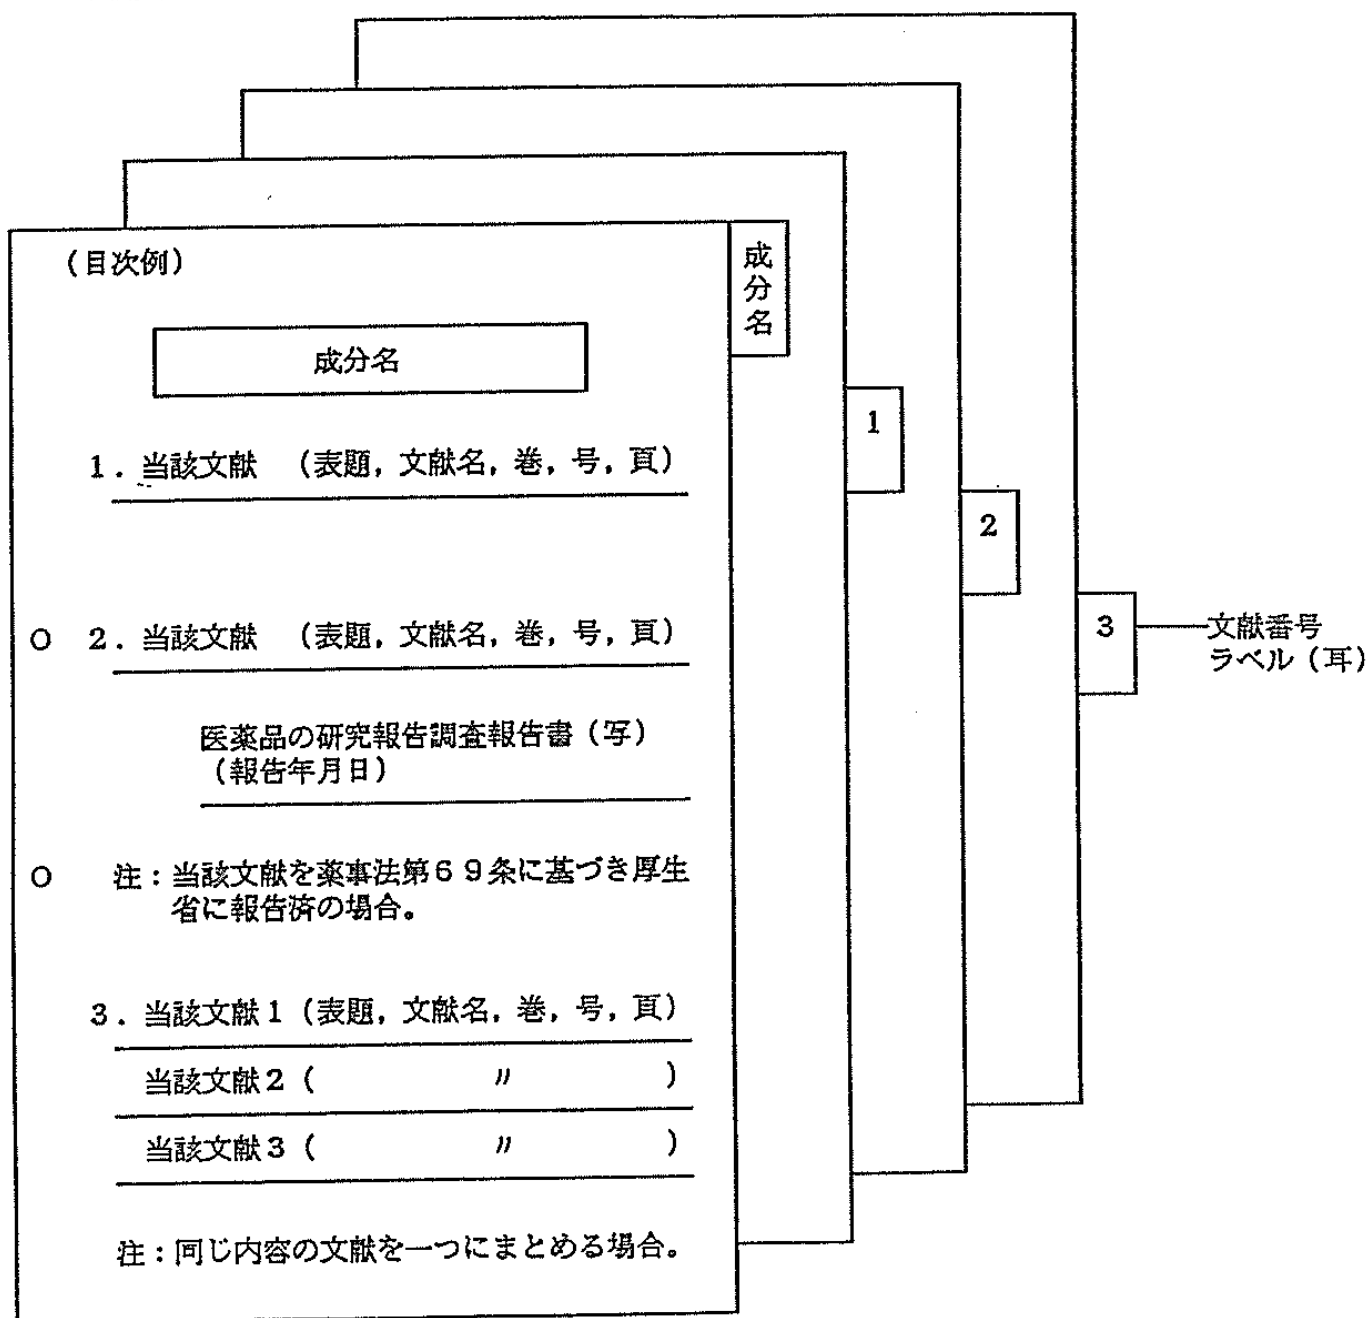 (目次例)
成分名
成分名
1. 当該文献 (表題, 文献名, 巻, 号, 頁)
O 2. 当該文献 (表題, 文献名, 巻, 号, 頁)
医薬品の研究報告調査報告書(写)
(報告年月日)
O 注:当該文献を薬事法第69条に基づき厚生
省に報告済の場合。
3. 当該文献1(表題, 文献名, 巻, 号, 頁)
当該文献2( 〃 )
当該文献3( 〃 )
注:同じ内容の文献を一つにまとめる場合。
1
2
3
文献番号
ラベル(耳)